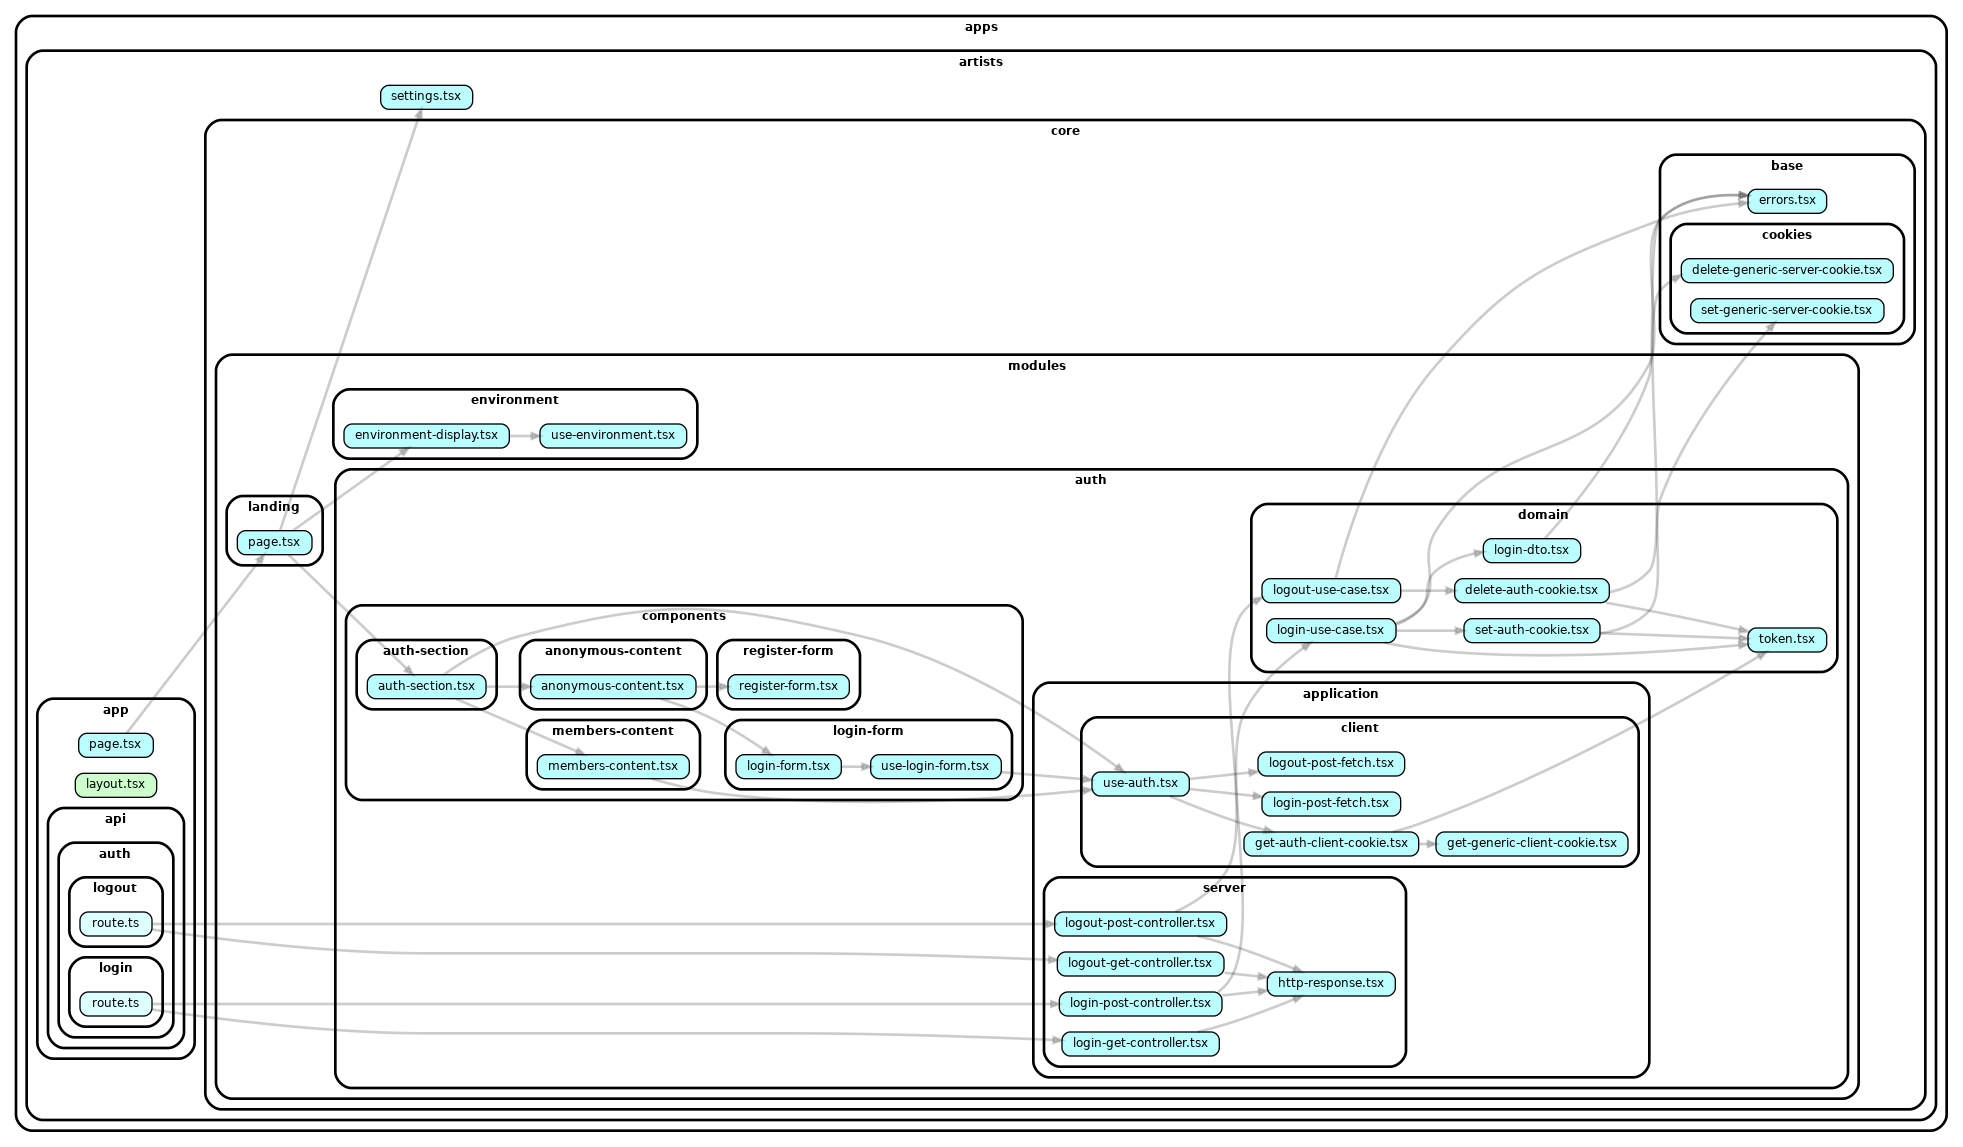 apps
artists
settings.tsx
core
base
errors.tsx
cookies
delete-generic-server-cookie.tsx
set-generic-server-cookie.tsx
modules
environment
environment-display.tsx
use-environment.tsx
landing
page.tsx
auth
domain
login-dto.tsx
logout-use-case.tsx
delete-auth-cookie.tsx
login-use-case.tsx
set-auth-cookie.tsx
token.tsx
components
auth-section
auth-section.tsx
anonymous-content
anonymous-content.tsx
register-form
register-form.tsx
members-content
members-content.tsx
login-form
login-form.tsx
use-login-form.tsx
application
client
use-auth.tsx
logout-post-fetch.tsx
login-post-fetch.tsx
get-auth-client-cookie.tsx
get-generic-client-cookie.tsx
server
logout-post-controller.tsx
logout-get-controller.tsx
login-post-controller.tsx
login-get-controller.tsx
http-response.tsx
app
page.tsx
layout.tsx
api
auth
logout
route.ts
login
route.ts